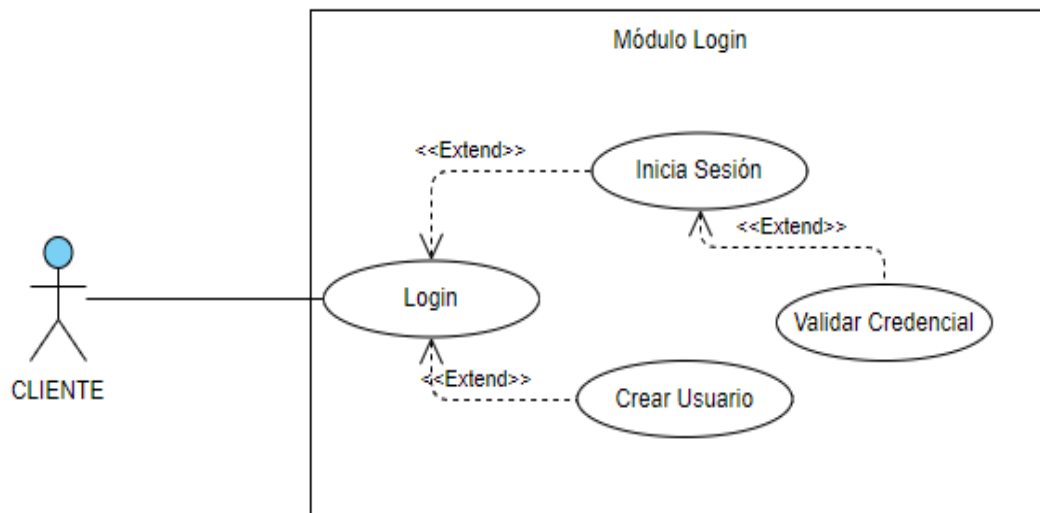 Módulo Login
<<Extend>>
Inicia Sesión
<<Extend>>
Login
Validar Credencial
<<Extend>>
Crear Usuario
CLIENTE